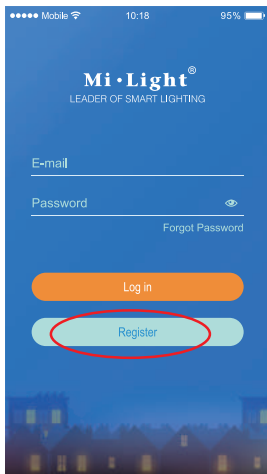 Mobile 10:18 95%
Mi·Light®
LEADER OF SMART LIGHTING
E-mail
Password
Forgot Password
Log in
Register